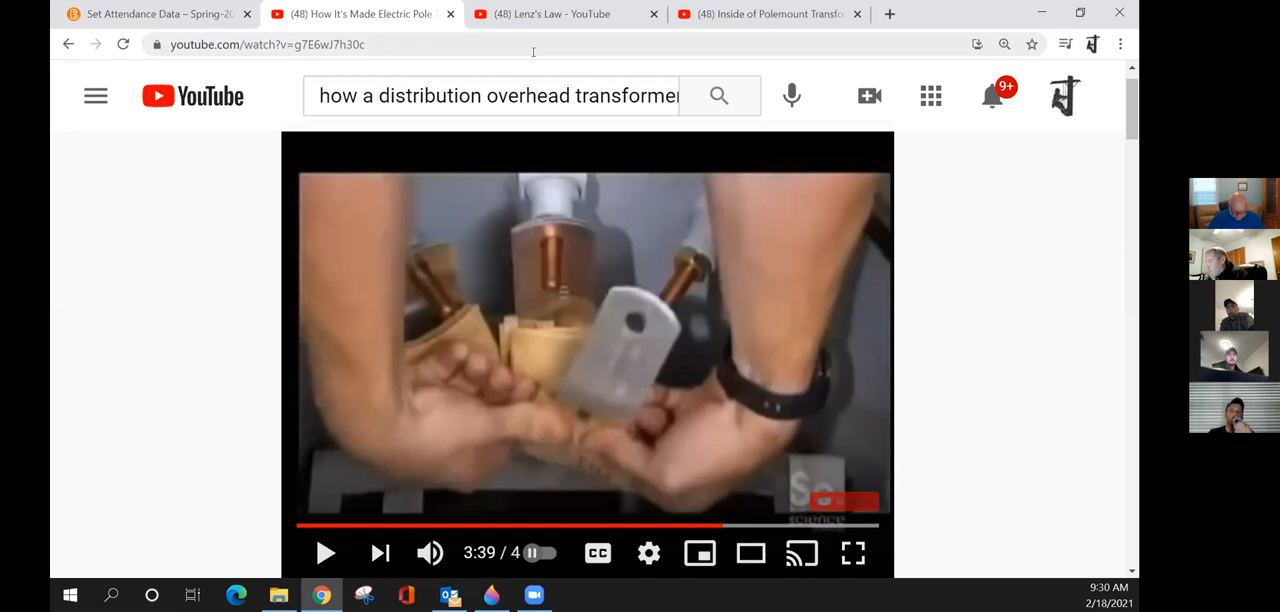 Set Attendance Data – Spring-20
(48) How It's Made Electric Pole T
(48) Lenz's Law - YouTube
(48) Inside of Polemount Transfo
youtube.com/watch?v=g7E6wJ7h30c
YouTube
how a distribution overhead transformer
9+
science
3:39 / 4
CC
9:30 AM
2/18/2021